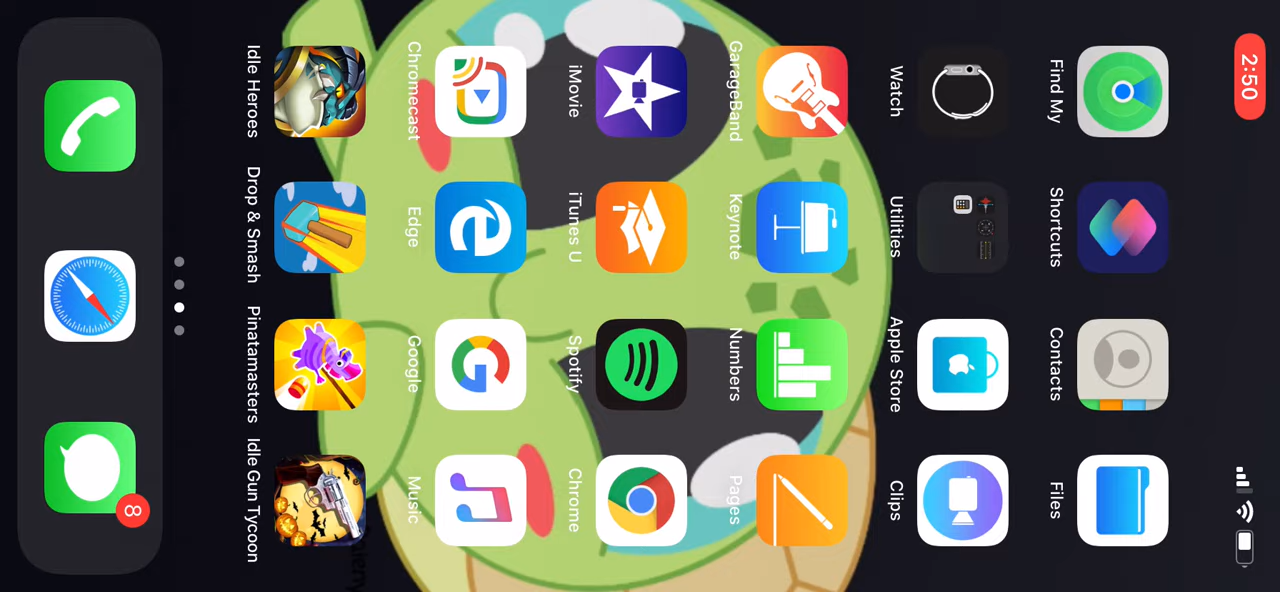 2:50
Find My Shortcuts Contacts Files
Watch Utilities Apple Store Clips
GarageBand Keynote Numbers Pages
iMovie iTunes U Spotify Chrome
Chromecast Edge Google Music
Idle Heroes Drop & Smash Pinatamasters Idle Gun Tycoon
8